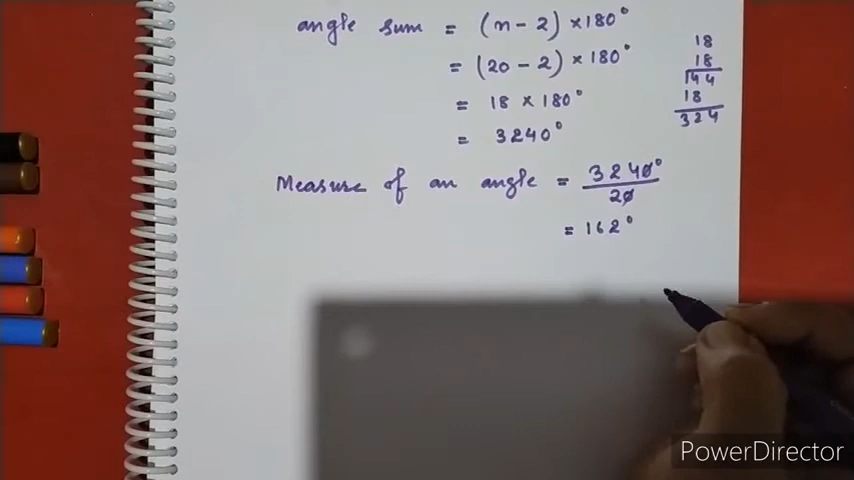 angle sum = (n - 2) × 180°
= (20 - 2) × 180°
= 18 × 180°
= 3240°
18
18
144
18
324
Measure of an angle = 3240° / 20
= 162°
PowerDirector